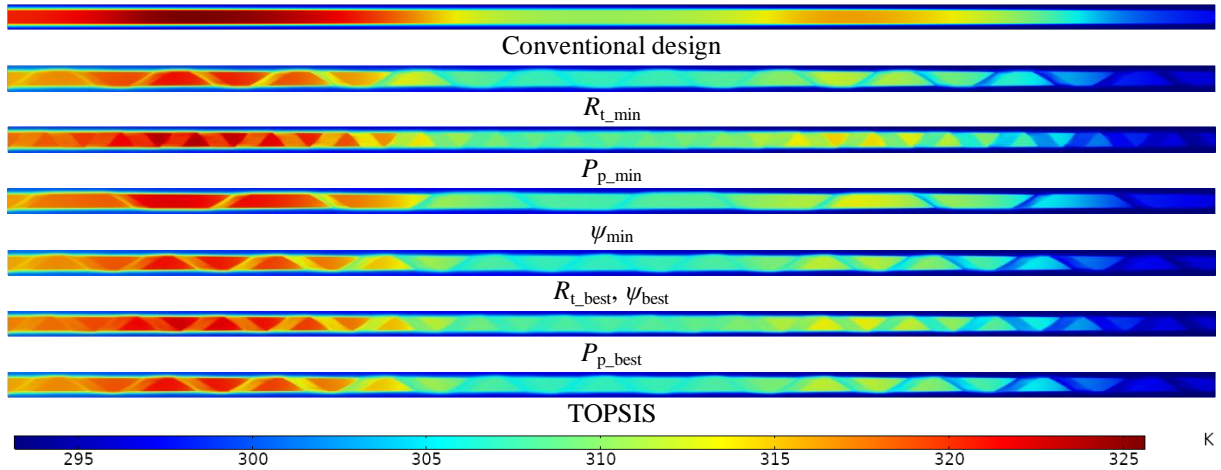 Conventional design
R_t_min
P_p_min
ψ_min
R_t_best, ψ_best
P_p_best
TOPSIS
K
295 300 305 310 315 320 325